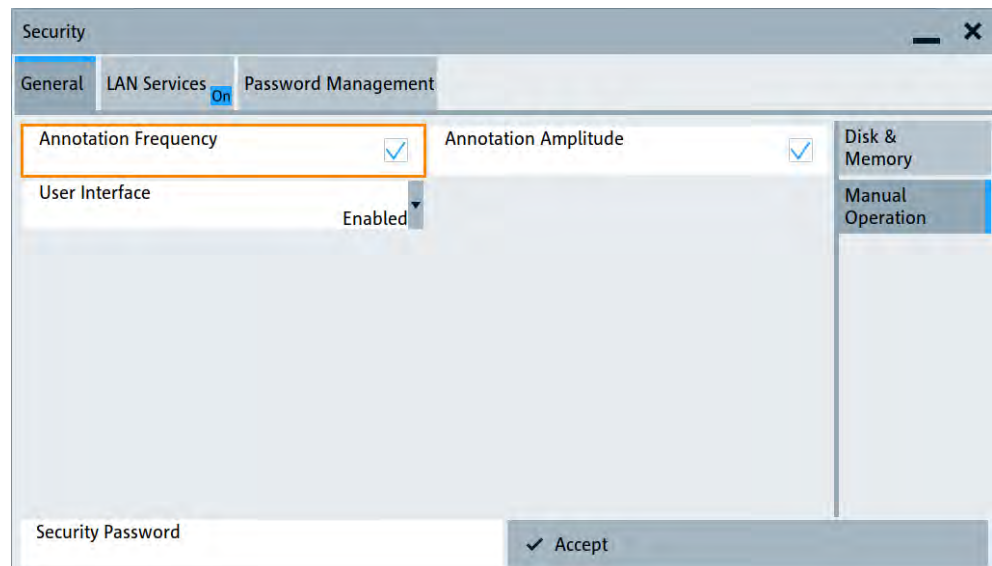 Security
General LAN Services On Password Management
Annotation Frequency Annotation Amplitude
User Interface
Enabled
Disk &
Memory
Manual
Operation
Security Password
Accept